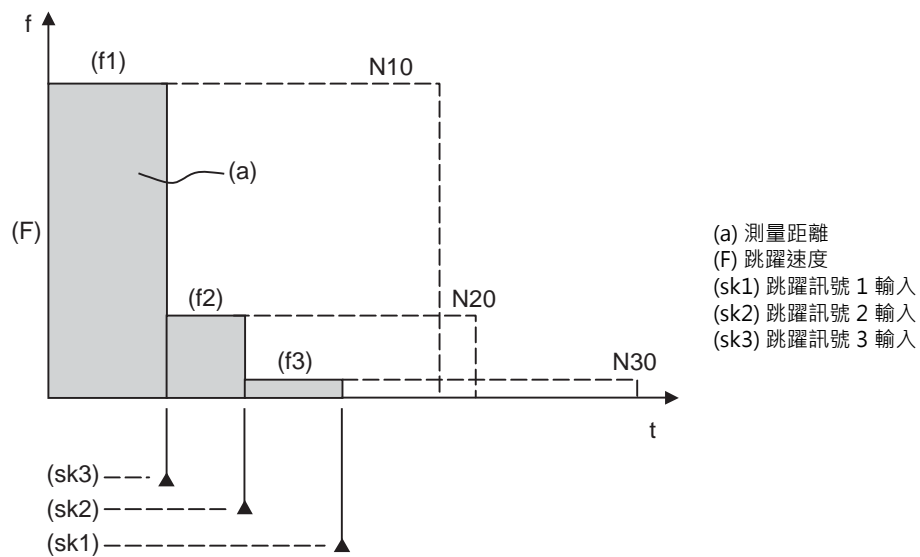 f
(f1)
N10
(a)
(F)
(f2)
N20
(f3)
N30
t
(sk3)
(sk2)
(sk1)
(a) 測量距離
(F) 跳躍速度
(sk1) 跳躍訊號 1 輸入
(sk2) 跳躍訊號 2 輸入
(sk3) 跳躍訊號 3 輸入